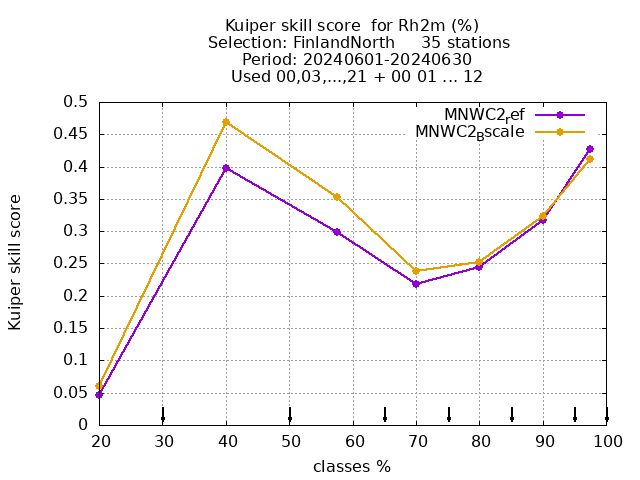 Kuiper skill score  for Rh2m (%)
Selection: FinlandNorth     35 stations
Period: 20240601-20240630
Used 00,03,...,21 + 00 01 ... 12
MNWC2_ref
MNWC2_Bscale
0.5
0.45
0.4
0.35
0.3
0.25
0.2
0.15
0.1
0.05
0
Kuiper skill score
20 30 40 50 60 70 80 90 100
classes %